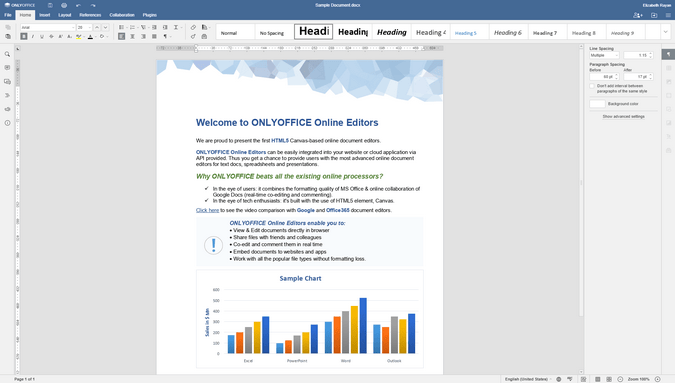 ONLYOFFICE
Sample Document.docx
Elizabeth Rayen
File
Home
Insert
Layout
References
Collaboration
Plugins
Arial
28
Normal
No Spacing
Headi
Heading
Heading
Heading 4
Heading 5
Heading 6
Heading 7
Heading 8
Heading 9
Welcome to ONLYOFFICE Online Editors
We are proud to present the first HTML5 Canvas-based online document editors.
ONLYOFFICE Online Editors can be easily integrated into your website or cloud application via
API provided. Thus you get a chance to provide users with the most advanced online document
editors for text docs, spreadsheets and presentations.
Why ONLYOFFICE beats all the existing online processors?
In the eye of users: it combines the formatting quality of MS Office & online collaboration of
Google Docs (real-time co-editing and commenting).
In the eye of tech enthusiasts: it's built with the use of HTML5 element, Canvas.
Click here to see the video comparison with Google and Office365 document editors.
ONLYOFFICE Online Editors enable you to:
• View & Edit documents directly in browser
• Share files with friends and colleagues
• Co-edit and comment them in real time
• Embed documents to websites and apps
• Work with all the popular file types without formatting loss.
Sample Chart
Sales in $ Mn
600
500
400
300
200
100
0
Excel
PowerPoint
Word
Outlook
Line Spacing
Multiple
1.15
Paragraph Spacing
Before
After
50 pt
17 pt
Don't add interval between
paragraphs of the same style
Background color
Show advanced settings
Page 1 of 1
English (United States)
Zoom 100%